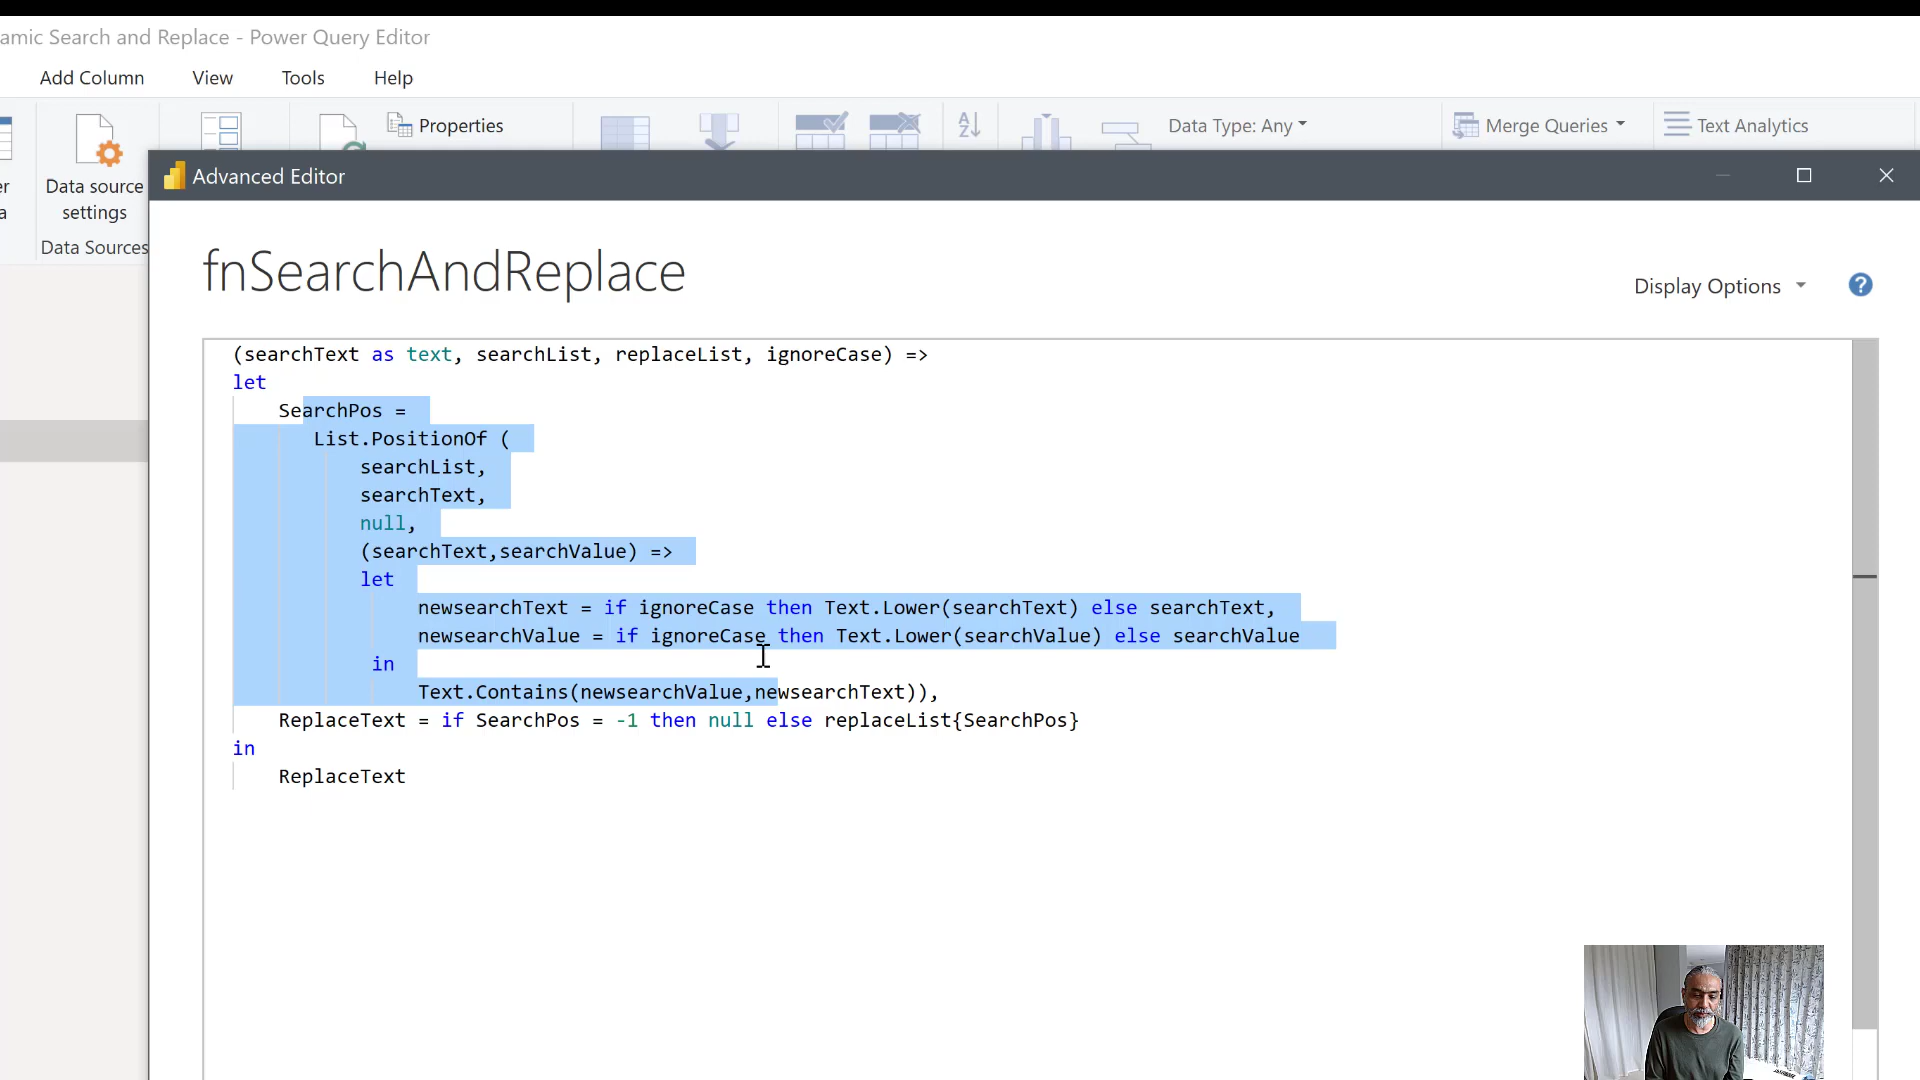 amic Search and Replace - Power Query Editor
Add Column View Tools Help
Properties
Data Type: Any
Merge Queries
Text Analytics
er
a
Data source
settings
Data Sources
Advanced Editor
fnSearchAndReplace
Display Options
?
(searchText as text, searchList, replaceList, ignoreCase) =>
let
SearchPos =
List.PositionOf (
searchList,
searchText,
null,
(searchText,searchValue) =>
let
newsearchText = if ignoreCase then Text.Lower(searchText) else searchText,
newsearchValue = if ignoreCase then Text.Lower(searchValue) else searchValue
in
Text.Contains(newsearchValue,newsearchText)),
ReplaceText = if SearchPos = -1 then null else replaceList{SearchPos}
in
ReplaceText